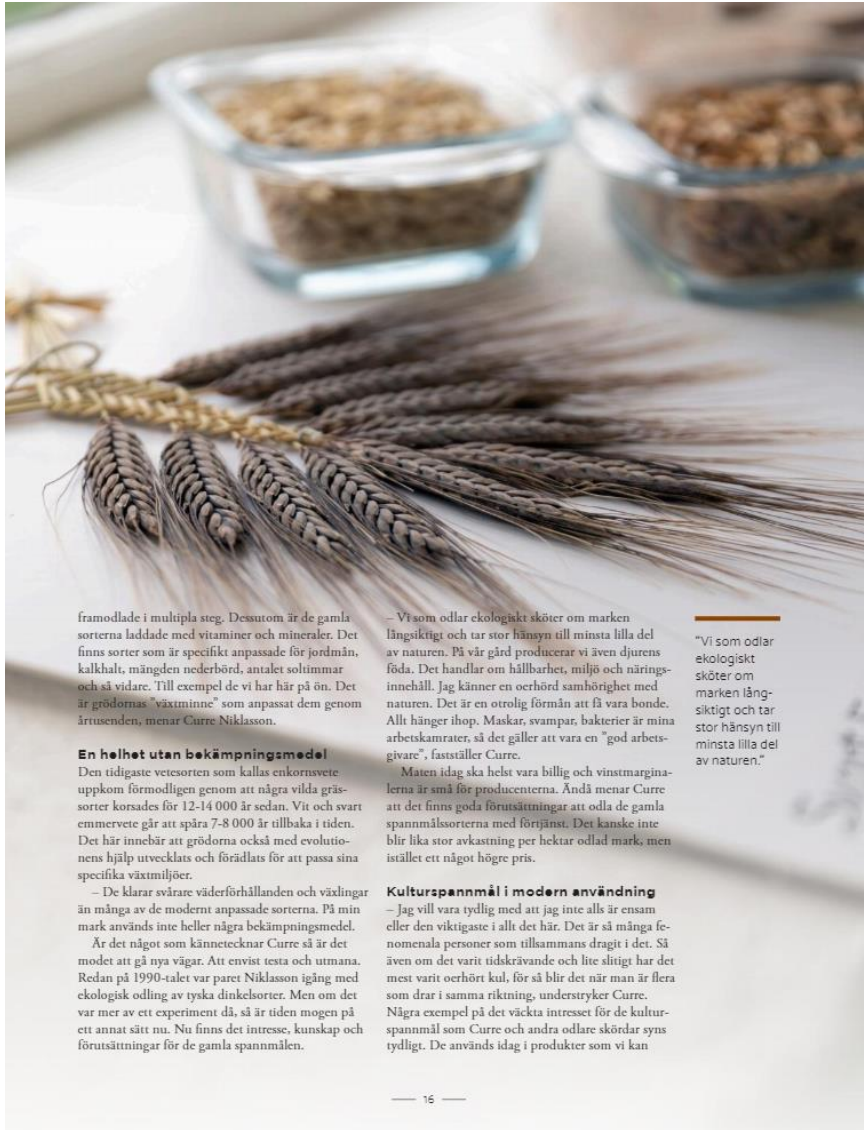 framodlade i multipla steg. Dessutom är de gamla
sorterna laddade med vitaminer och mineraler. Det
finns sorter som är specifikt anpassade för jordmån,
kalkhalt, mängden nederbörd, antalet soltimmar
och så vidare. Till exempel de vi har här på ön. Det
är grödornas "växtminne" som anpassat dem genom
årtusenden, menar Curre Niklasson.
En helhet utan bekämpningsmedel
Den tidigaste vetesorten som kallas enkornsvete
uppkom förmodligen genom att några vilda gräs-
sorter korsades för 12-14 000 år sedan. Vit och svart
emmervete går att spåra 7-8 000 år tillbaka i tiden.
Det här innebär att grödorna också med evolutio-
nens hjälp utvecklats och förädlats för att passa sina
specifika växtmiljöer.
– De klarar svårare väderförhållanden och växlingar
än många av de modernt anpassade sorterna. På min
mark används inte heller några bekämpningsmedel.
Är det något som kännetecknar Curre så är det
modet att gå nya vägar. Att envist testa och utmana.
Redan på 1990-talet var paret Niklasson igång med
ekologisk odling av tyska dinkelsorter. Men om det
var mer av ett experiment då, så är tiden mogen på
ett annat sätt nu. Nu finns det intresse, kunskap och
förutsättningar för de gamla spannmålen.
– Vi som odlar ekologiskt sköter om marken
långsiktigt och tar stor hänsyn till minsta lilla del
av naturen. På vår gård producerar vi även djurens
föda. Det handlar om hållbarhet, miljö och närings-
innehåll. Jag känner en oerhörd samhörighet med
naturen. Det är en otrolig förmån att få vara bonde.
Allt hänger ihop. Maskar, svampar, bakterier är mina
arbetskamrater, så det gäller att vara en "god arbets-
givare", fastställer Curre.
Maten idag ska helst vara billig och vinstmargina-
lerna är små för producenterna. Ändå menar Curre
att det finns goda förutsättningar att odla de gamla
spannmålssorterna med förtjänst. Det kanske inte
blir lika stor avkastning per hektar odlad mark, men
istället ett något högre pris.
Kulturspannmål i modern användning
– Jag vill vara tydlig med att jag inte alls är ensam
eller den viktigaste i allt det här. Det är så många fe-
nomenala personer som tillsammans dragit i det. Så
även om det varit tidskrävande och lite slitigt har det
mest varit oerhört kul, för så blir det när man är flera
som drar i samma riktning, understryker Curre.
Några exempel på det väckta intresset för de kultur-
spannmål som Curre och andra odlare skördar syns
tydligt. De används idag i produkter som vi kan
"Vi som odlar
ekologiskt
sköter om
marken lång-
siktigt och tar
stor hänsyn till
minsta lilla del
av naturen."
16